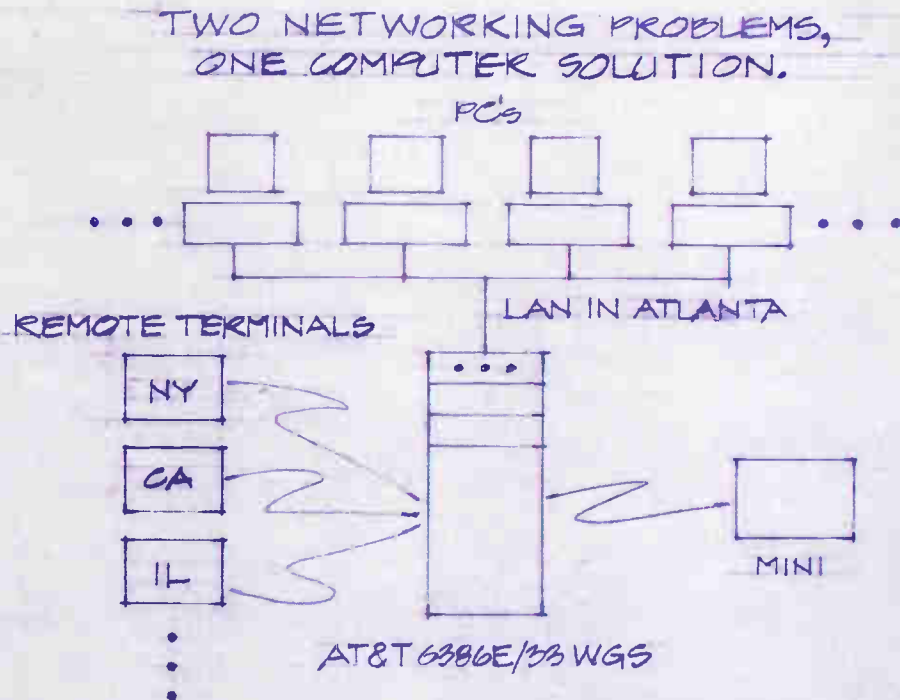 TWO NETWORKING PROBLEMS,
ONE COMPUTER SOLUTION.
PC's
LAN IN ATLANTA
REMOTE TERMINALS
NY
CA
IL
MINI
AT&T 6386E/33 WGS